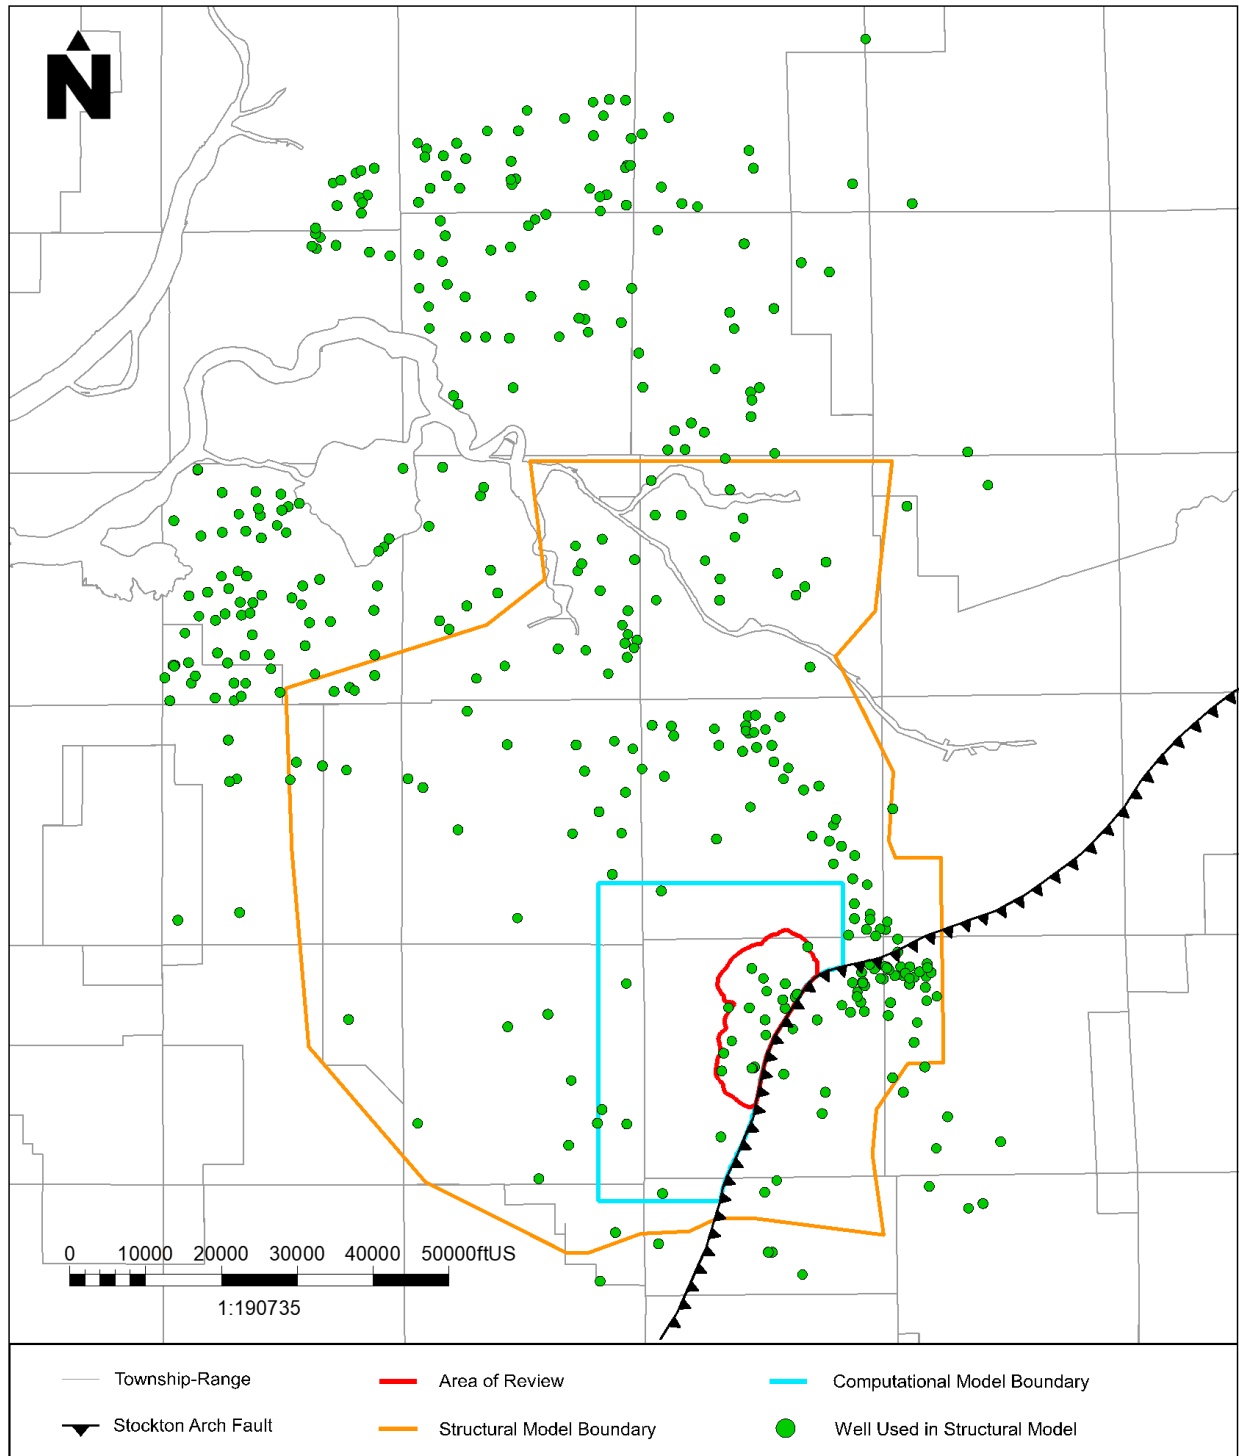 N
0 10000 20000 30000 40000 50000ftUS
1:190735
Township-Range Area of Review Computational Model Boundary
Stockton Arch Fault Structural Model Boundary Well Used in Structural Model